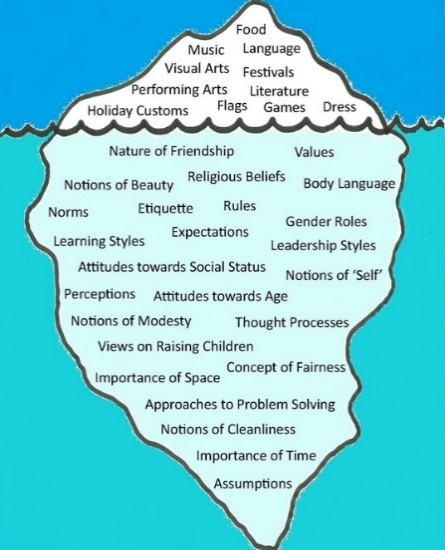 Food
Music Language
Visual Arts Festivals
Performing Arts Literature
Holiday Customs Flags Games Dress
Nature of Friendship Values
Notions of Beauty Religious Beliefs Body Language
Norms Etiquette Rules
Gender Roles
Expectations
Learning Styles Leadership Styles
Attitudes towards Social Status
Notions of ‘Self’
Perceptions Attitudes towards Age
Notions of Modesty Thought Processes
Views on Raising Children
Concept of Fairness
Importance of Space
Approaches to Problem Solving
Notions of Cleanliness
Importance of Time
Assumptions